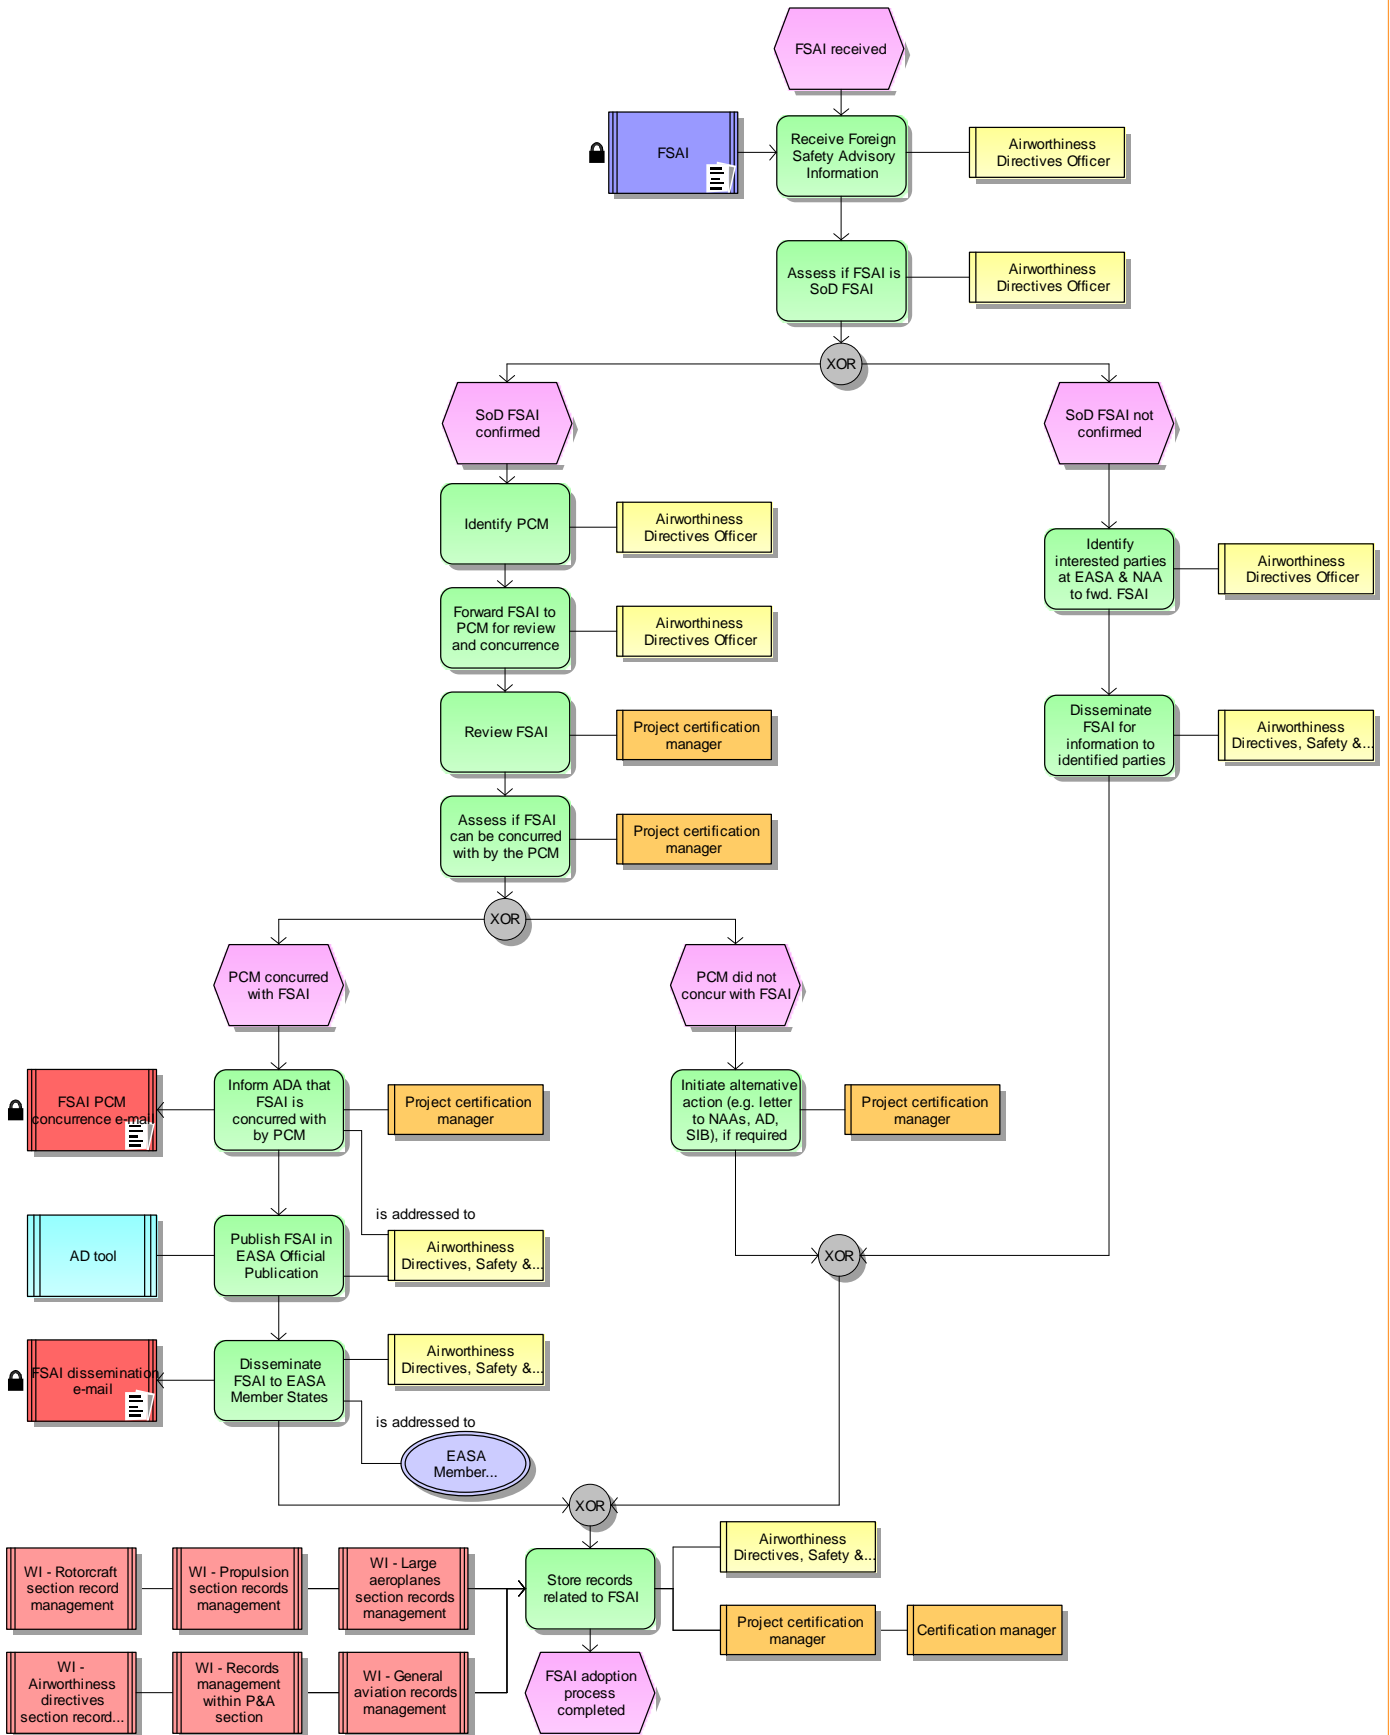 FSAI received
FSAI
Receive Foreign
Safety Advisory
Information
Airworthiness
Directives Officer
Assess if FSAI is
SoD FSAI
Airworthiness
Directives Officer
XOR
SoD FSAI
confirmed
SoD FSAI not
confirmed
Identify PCM
Airworthiness
Directives Officer
Identify
interested parties
at EASA & NAA
to fwd. FSAI
Airworthiness
Directives Officer
Forward FSAI to
PCM for review
and concurrence
Airworthiness
Directives Officer
Review FSAI
Project certification
manager
Disseminate
FSAI for
information to
identified parties
Airworthiness
Directives, Safety &...
Assess if FSAI
can be concurred
with by the PCM
Project certification
manager
XOR
PCM concurred
with FSAI
PCM did not
concur with FSAI
FSAI PCM
concurrence e-mail
Inform ADA that
FSAI is
concurred with
by PCM
Project certification
manager
Initiate alternative
action (e.g. letter
to NAAs, AD,
SIB), if required
Project certification
manager
is addressed to
AD tool
Publish FSAI in
EASA Official
Publication
Airworthiness
Directives, Safety &...
XOR
FSAI dissemination
e-mail
Disseminate
FSAI to EASA
Member States
Airworthiness
Directives, Safety &...
is addressed to
EASA
Member...
XOR
WI - Rotorcraft
section record
management
WI - Propulsion
section records
management
WI - Large
aeroplanes
section records
management
Store records
related to FSAI
Airworthiness
Directives, Safety &...
Project certification
manager
Certification manager
WI -
Airworthiness
directives
section record...
WI - Records
management
within P&A
section
WI - General
aviation records
management
FSAI adoption
process
completed